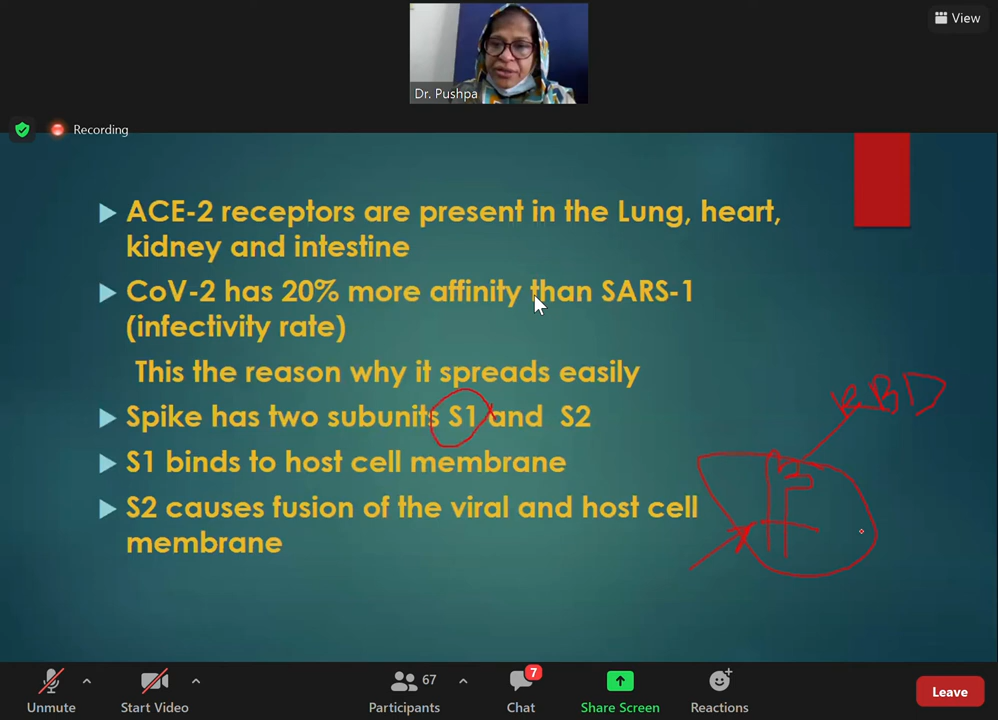 View
Dr. Pushpa
Recording
ACE-2 receptors are present in the Lung, heart,
kidney and intestine
CoV-2 has 20% more affinity than SARS-1
(infectivity rate)
This the reason why it spreads easily
RBD
Spike has two subunits S1 and S2
S1 binds to host cell membrane
S2 causes fusion of the viral and host cell
membrane
67
7
Unmute
Start Video
Participants
Chat
Share Screen
Reactions
Leave